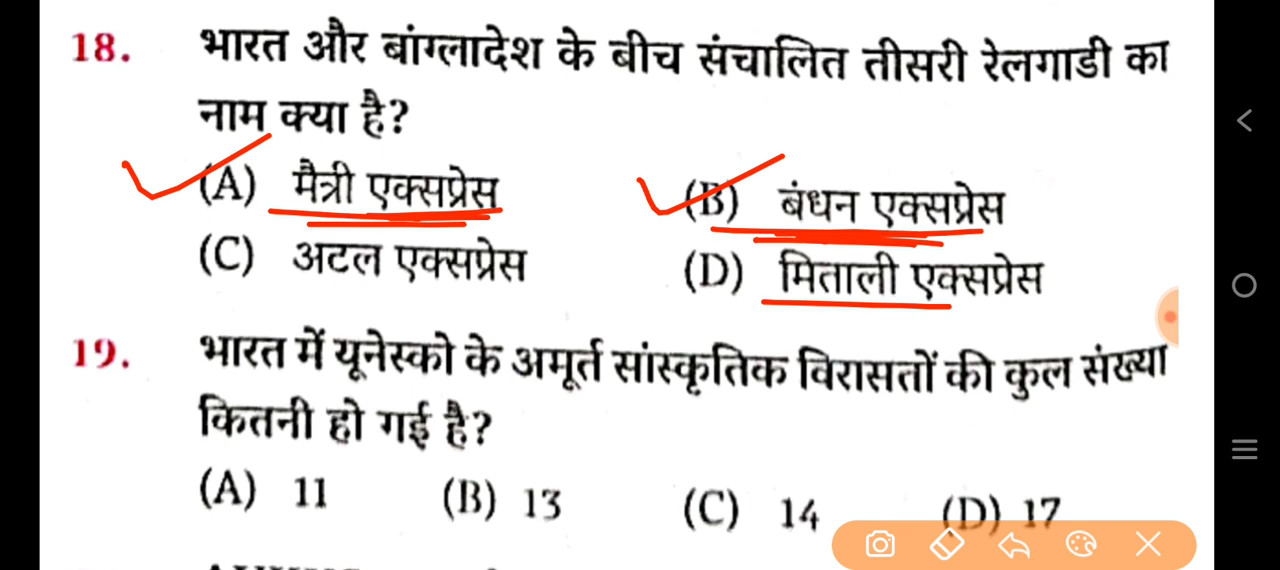 18. भारत और बांग्लादेश के बीच संचालित तीसरी रेलगाडी का
नाम क्या है?
(A) मैत्री एक्सप्रेस (B) बंधन एक्सप्रेस
(C) अटल एक्सप्रेस (D) मिताली एक्सप्रेस
19. भारत में यूनेस्को के अमूर्त सांस्कृतिक विरासतों की कुल संख्या
कितनी हो गई है?
(A) 11 (B) 13 (C) 14 (D) 17